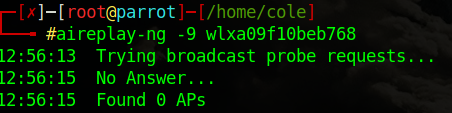 ┌─[✗]─[root@parrot]─[/home/cole]
└──╼ #aireplay-ng -9 wlxa09f10beb768
12:56:13  Trying broadcast probe requests...
12:56:15  No Answer...
12:56:15  Found 0 APs